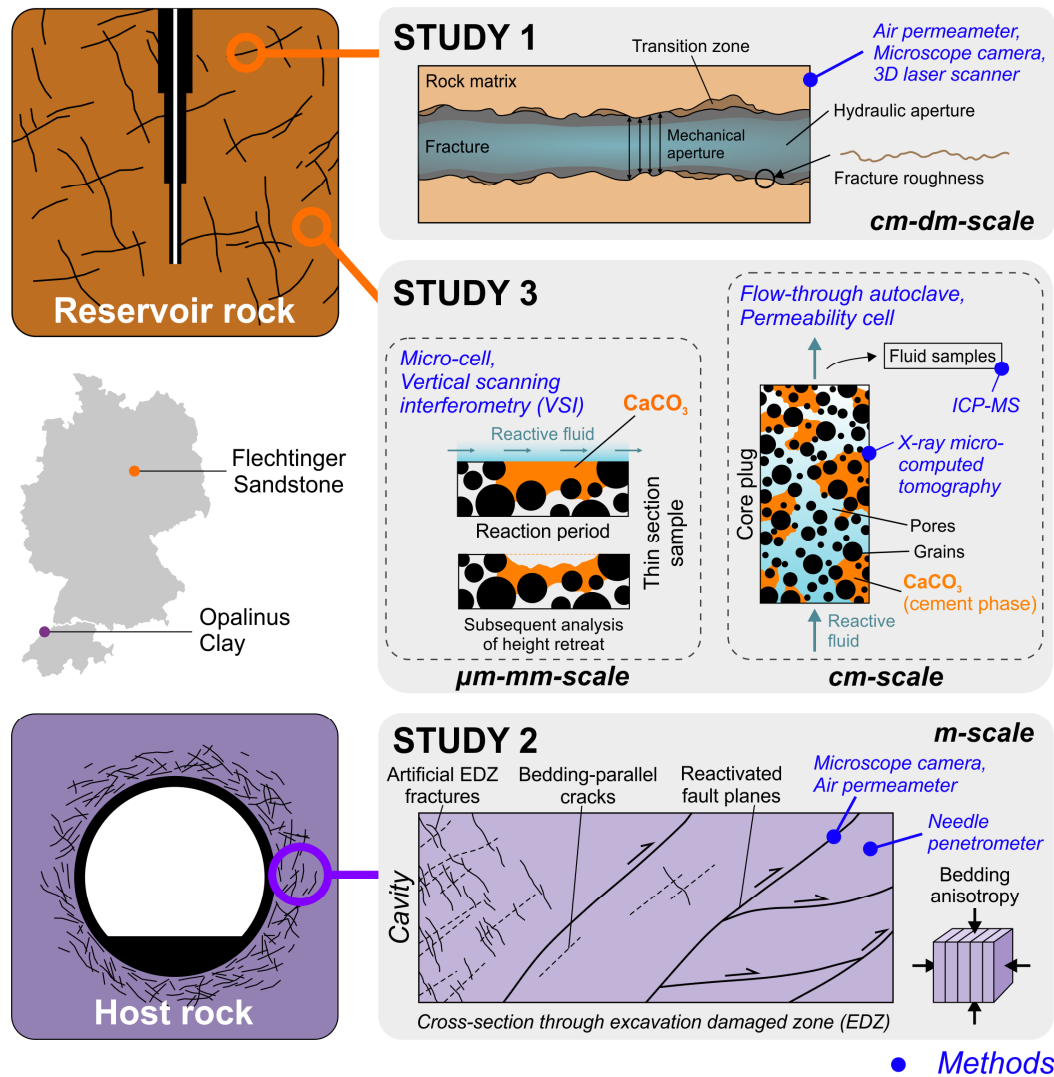 Reservoir rock
STUDY 1
Air permeameter,
Microscope camera,
3D laser scanner
Transition zone
Rock matrix
Hydraulic aperture
Fracture
Mechanical
aperture
Fracture roughness
cm-dm-scale
STUDY 3
Micro-cell,
Vertical scanning
interferometry (VSI)
CaCO₃
Reactive fluid
Reaction period
Thin section
sample
Subsequent analysis
of height retreat
µm-mm-scale
Flow-through autoclave,
Permeability cell
Fluid samples
ICP-MS
X-ray micro-
computed
tomography
Core plug
Pores
Grains
CaCO₃
(cement phase)
Reactive
fluid
cm-scale
Flechtinger
Sandstone
Opalinus
Clay
Host rock
STUDY 2
m-scale
Artificial EDZ
fractures
Bedding-parallel
cracks
Reactivated
fault planes
Microscope camera,
Air permeameter
Needle
penetrometer
Cavity
Bedding
anisotropy
Cross-section through excavation damaged zone (EDZ)
Methods